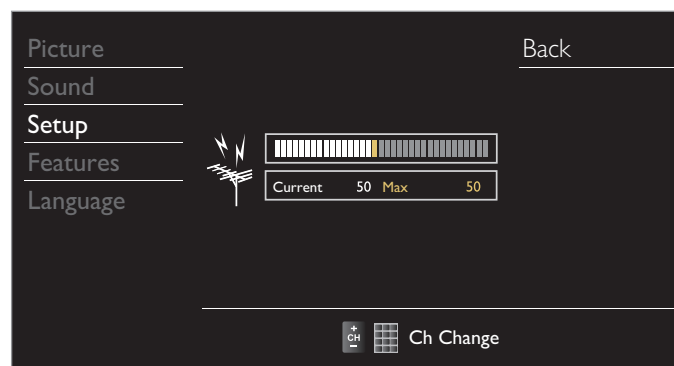 Picture
Back
Sound
Setup
Features
Language
Current 50 Max 50
+
CH
−
Ch Change